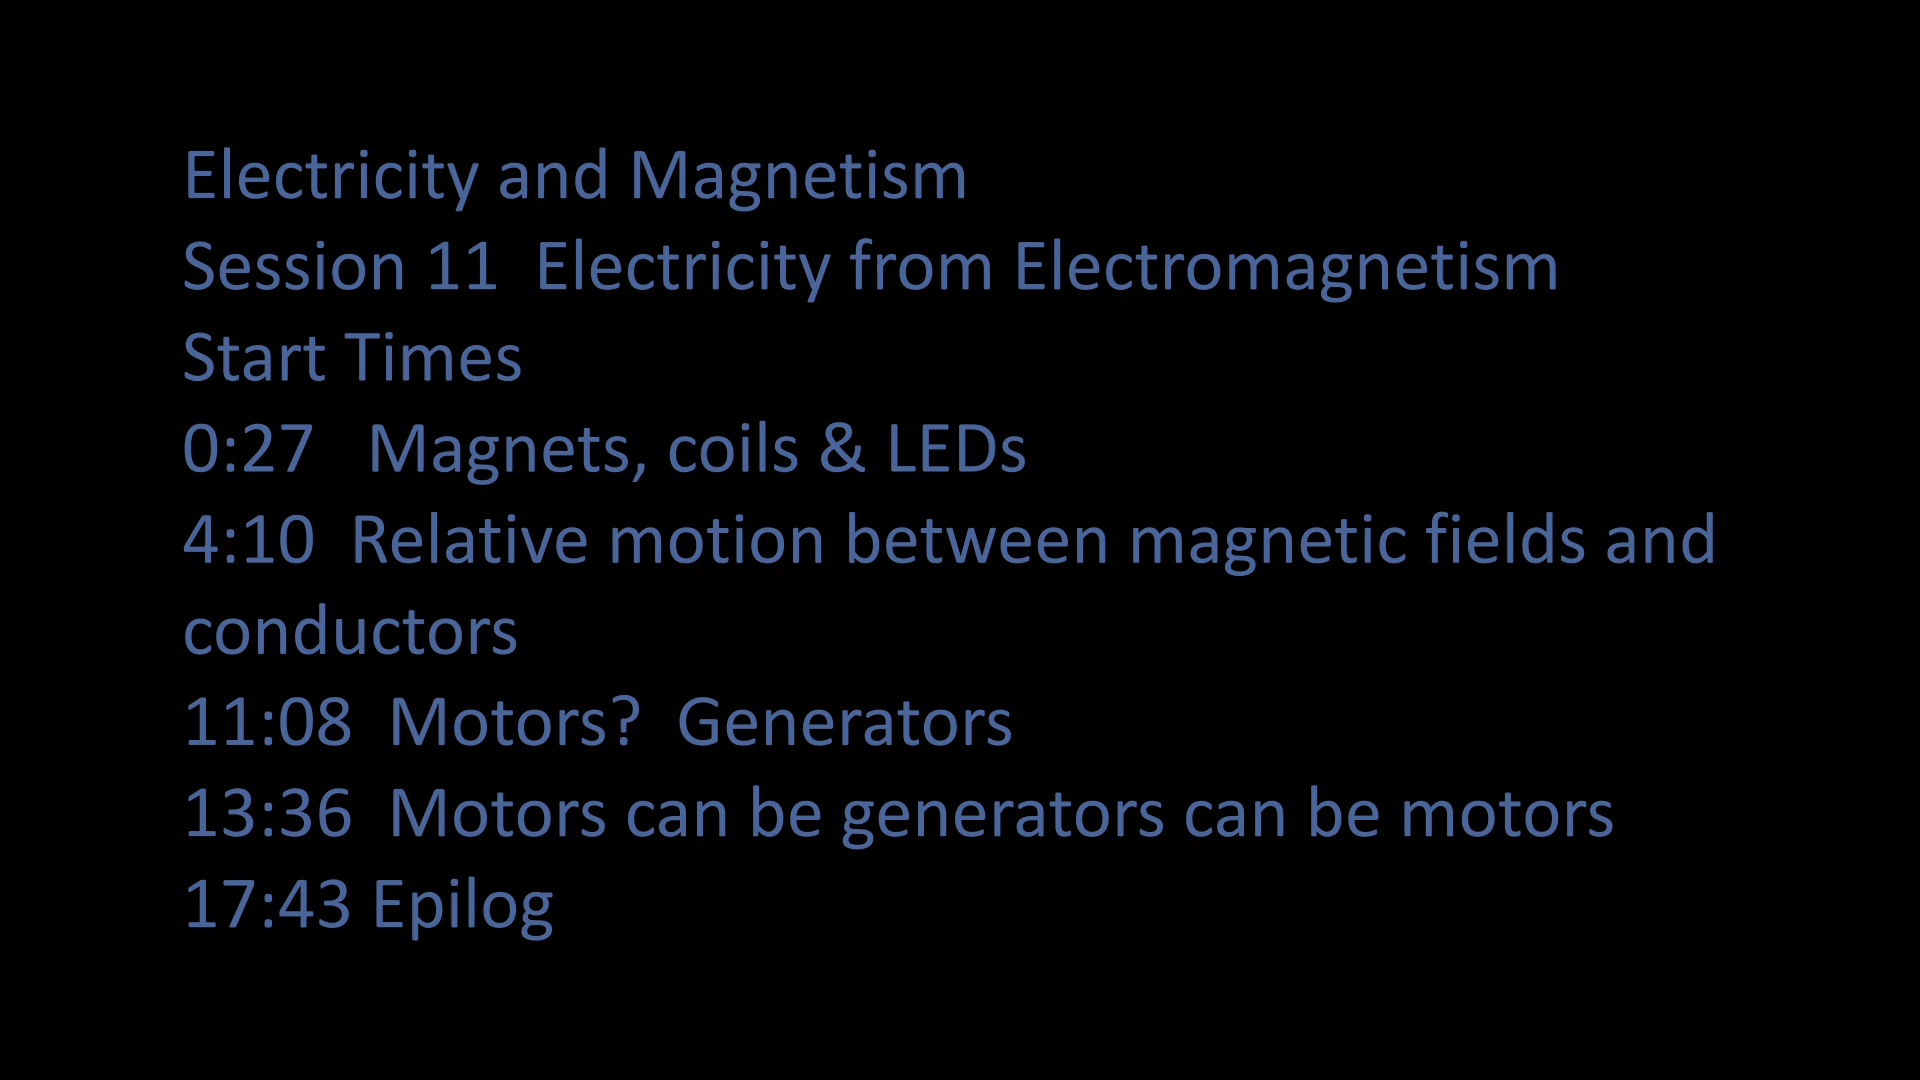 Electricity and Magnetism
Session 11  Electricity from Electromagnetism
Start Times
0:27   Magnets, coils & LEDs
4:10  Relative motion between magnetic fields and
conductors
11:08  Motors?  Generators
13:36  Motors can be generators can be motors
17:43 Epilog